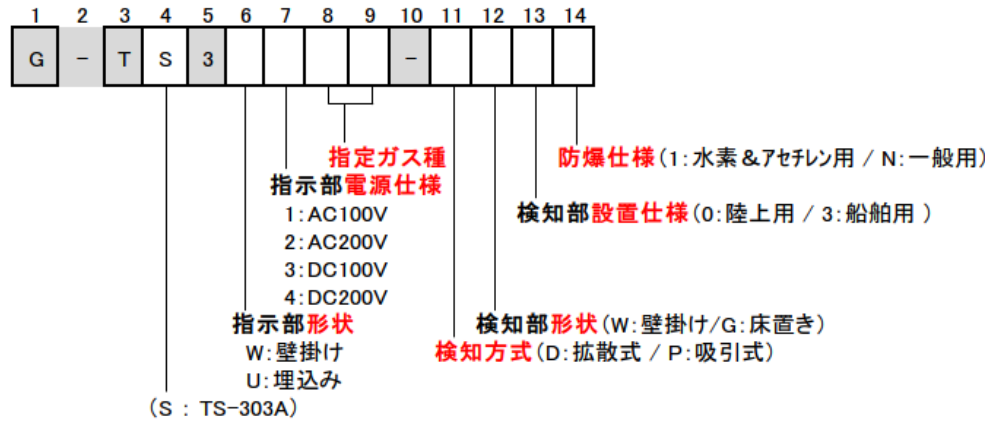 1 2 3 4 5 6 7 8 9 10 11 12 13 14
G - T S 3 -
指定ガス種
防爆仕様(1:水素&アセチレン用 / N:一般用)
指示部電源仕様
1:AC100V
検知部設置仕様(0:陸上用 / 3:船舶用 )
2:AC200V
3:DC100V
4:DC200V
指示部形状
検知部形状(W:壁掛け/G:床置き)
W:壁掛け
検知方式(D:拡散式 / P:吸引式)
U:埋込み
(S : TS-303A)